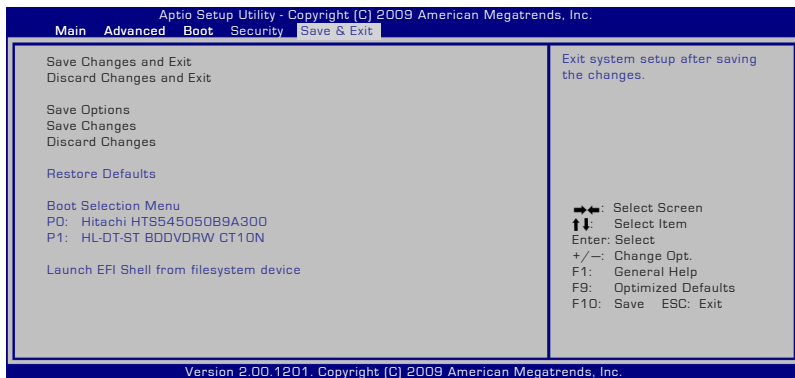 Aptio Setup Utility - Copyright (C) 2009 American Megatrends, Inc.
Main Advanced Boot Security Save & Exit
Save Changes and Exit
Discard Changes and Exit
Save Options
Save Changes
Discard Changes
Restore Defaults
Boot Selection Menu
P0: Hitachi HTS545050B9A300
P1: HL-DT-ST BDDVDRW CT10N
Launch EFI Shell from filesystem device
Exit system setup after saving
the changes.
→←: Select Screen
↑↓: Select Item
Enter: Select
+/—: Change Opt.
F1: General Help
F9: Optimized Defaults
F10: Save ESC: Exit
Version 2.00.1201. Copyright (C) 2009 American Megatrends, Inc.